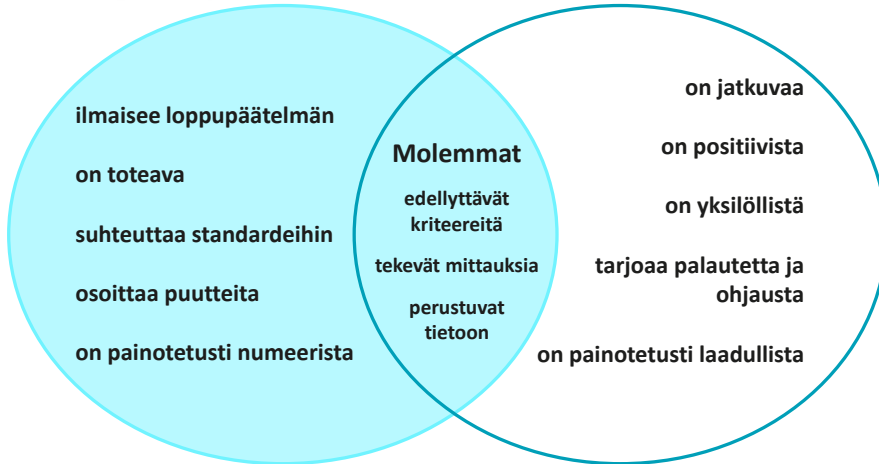 ilmaisee loppupäätelmän
on toteava
suhteuttaa standardeihin
osoittaa puutteita
on painotetusti numeerista
Molemmat
edellyttävät
kriteereitä
tekevät mittauksia
perustuvat
tietoon
on jatkuvaa
on positiivista
on yksilöllistä
tarjoaa palautetta ja
ohjausta
on painotetusti laadullista